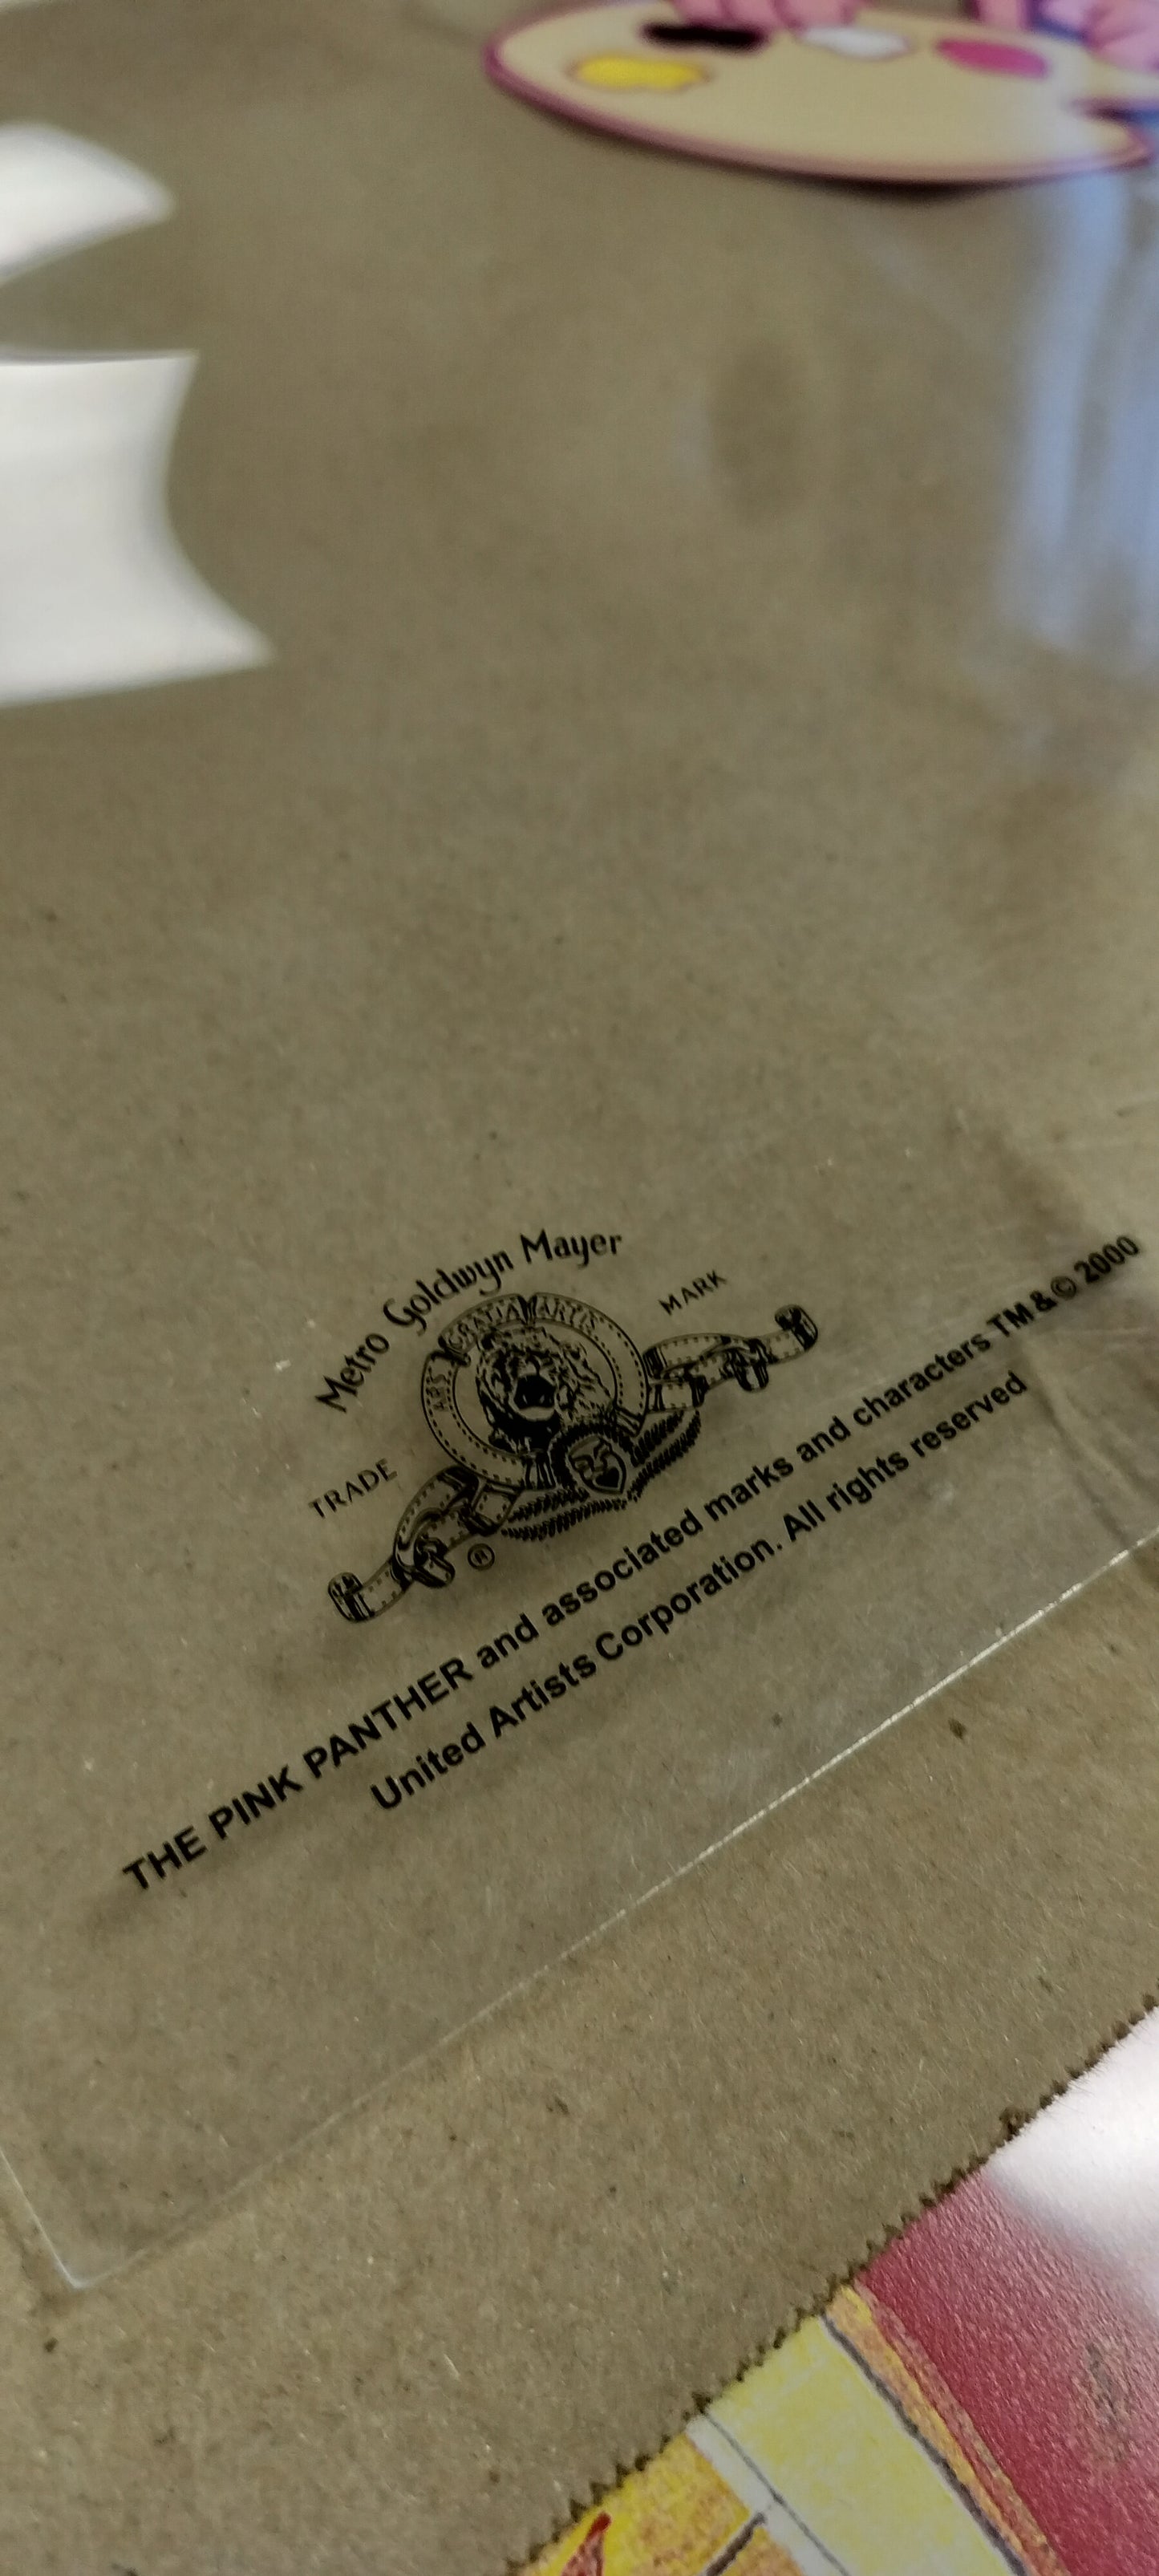 Metro Goldwyn Mayer
TRADE MARK
ARS GRATIA ARTIS
®
THE PINK PANTHER and associated marks and characters TM & © 2000
United Artists Corporation. All rights reserved